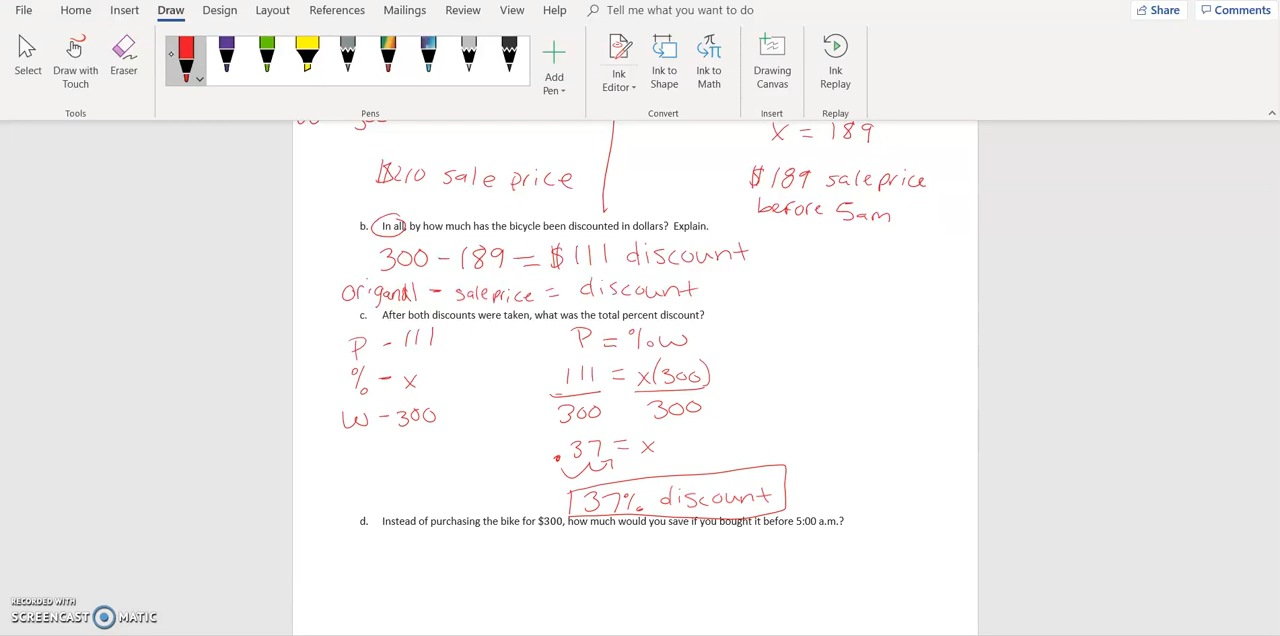 File Home Insert Draw Design Layout References Mailings Review View Help Tell me what you want to do Share Comments
Select Draw with Touch Eraser Add Pen Ink Editor Ink to Shape Ink to Math Drawing Canvas Ink Replay
Tools Pens Convert Insert Replay
x = 189
$210 sale price
$189 sale price
before 5am
b. In all, by how much has the bicycle been discounted in dollars? Explain.
300 - 189 = $111 discount
origanal - sale price = discount
c. After both discounts were taken, what was the total percent discount?
P - 111
P = %w
% - x
111 = x(300)
300 300
W - 300
.37 = x
37% discount
d. Instead of purchasing the bike for $300, how much would you save if you bought it before 5:00 a.m.?
RECORDED WITH
SCREENCAST MATIC